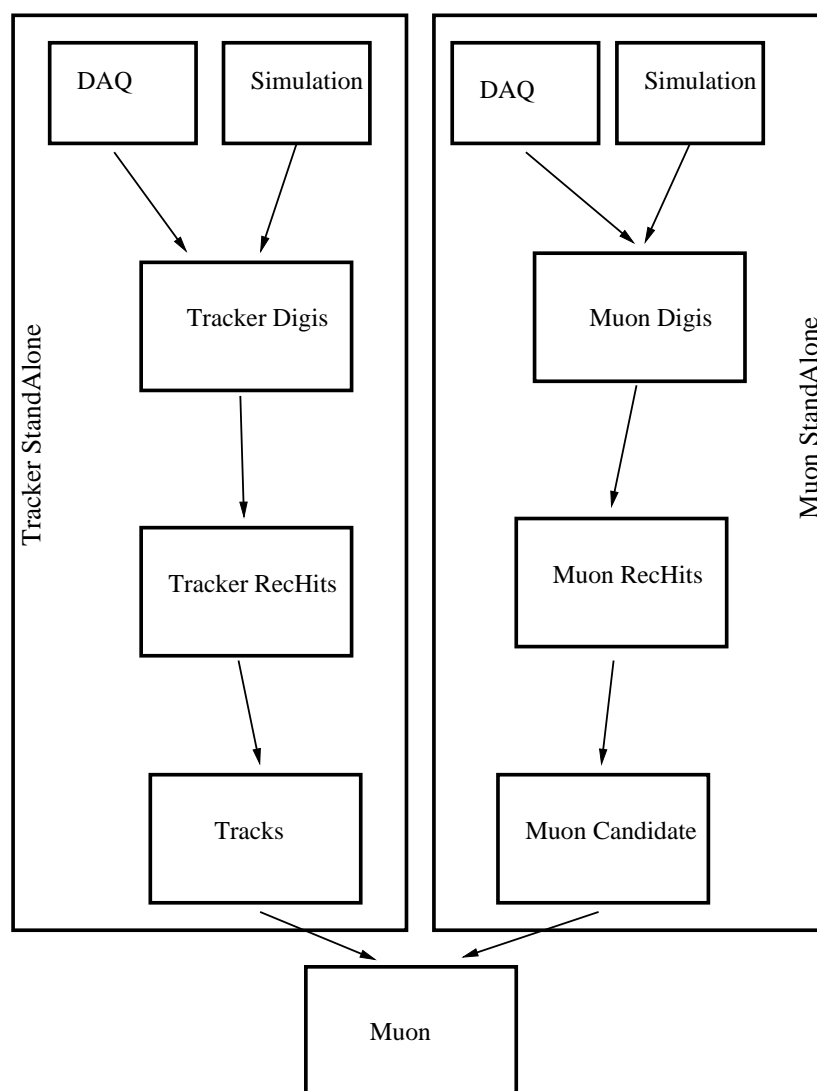 DAQ
Simulation
Tracker Digis
Tracker RecHits
Tracks
Tracker StandAlone
DAQ
Simulation
Muon Digis
Muon RecHits
Muon Candidate
Muon StandAlone
Muon